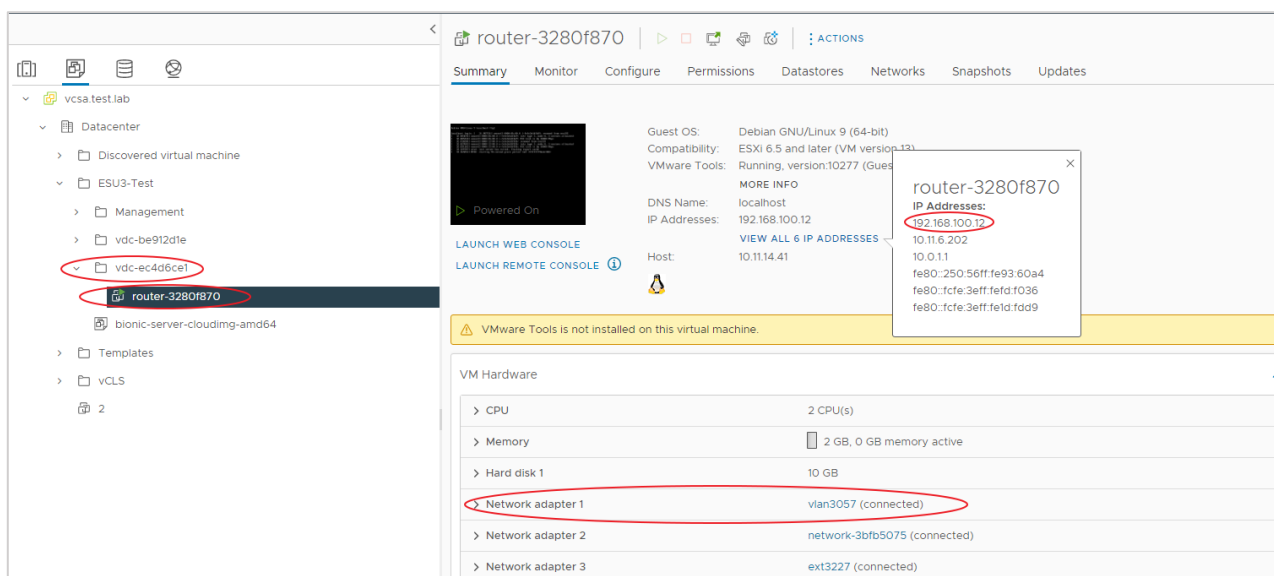 vcsa.test.lab
Datacenter
Discovered virtual machine
ESU3-Test
Management
vdc-be912d1e
vdc-ec4d6ce1
router-3280f870
bionic-server-cloudimg-amd64
Templates
vCLS
2
router-3280f870
ACTIONS
Summary Monitor Configure Permissions Datastores Networks Snapshots Updates
Powered On
LAUNCH WEB CONSOLE
LAUNCH REMOTE CONSOLE
Guest OS: Debian GNU/Linux 9 (64-bit)
Compatibility: ESXi 6.5 and later (VM version 13)
VMware Tools: Running, version:10277 (Gues
MORE INFO
DNS Name: localhost
IP Addresses: 192.168.100.12
VIEW ALL 6 IP ADDRESSES
Host: 10.11.14.41
router-3280f870
IP Addresses:
192.168.100.12
10.11.6.202
10.0.1.1
fe80::250:56ff:fe93:60a4
fe80::fcfe:3eff:fefd:f036
fe80::fcfe:3eff:fe1d:fdd9
VMware Tools is not installed on this virtual machine.
VM Hardware
CPU 2 CPU(s)
Memory 2 GB, 0 GB memory active
Hard disk 1 10 GB
Network adapter 1 vlan3057 (connected)
Network adapter 2 network-3bfb5075 (connected)
Network adapter 3 ext3227 (connected)